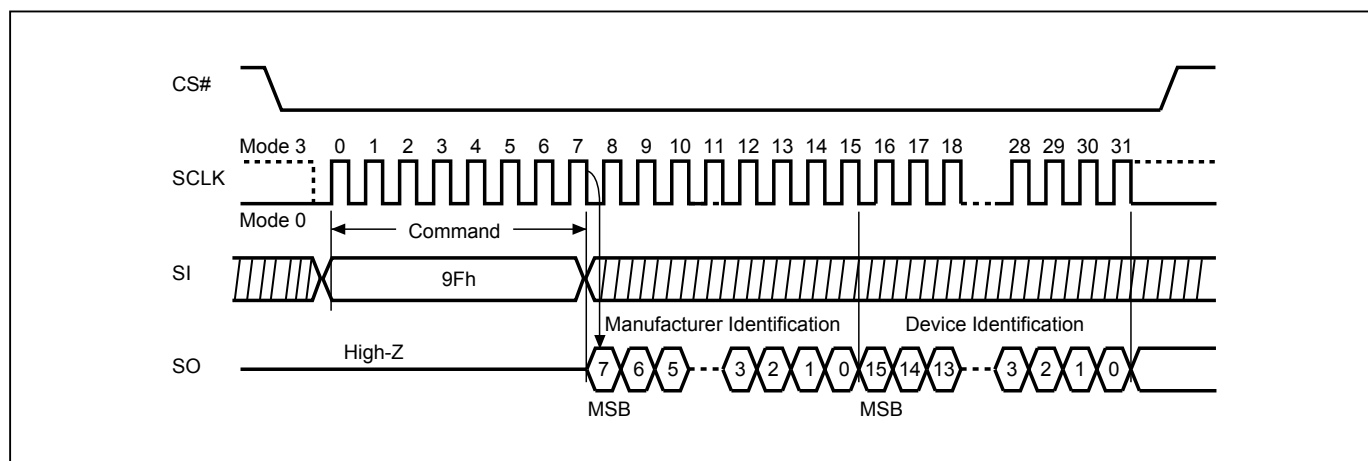 CS#
Mode 3 0 1 2 3 4 5 6 7 8 9 10 11 12 13 14 15 16 17 18 28 29 30 31
SCLK
Mode 0
Command
SI 9Fh
Manufacturer Identification Device Identification
High-Z
SO 7 6 5 3 2 1 0 15 14 13 3 2 1 0
MSB MSB